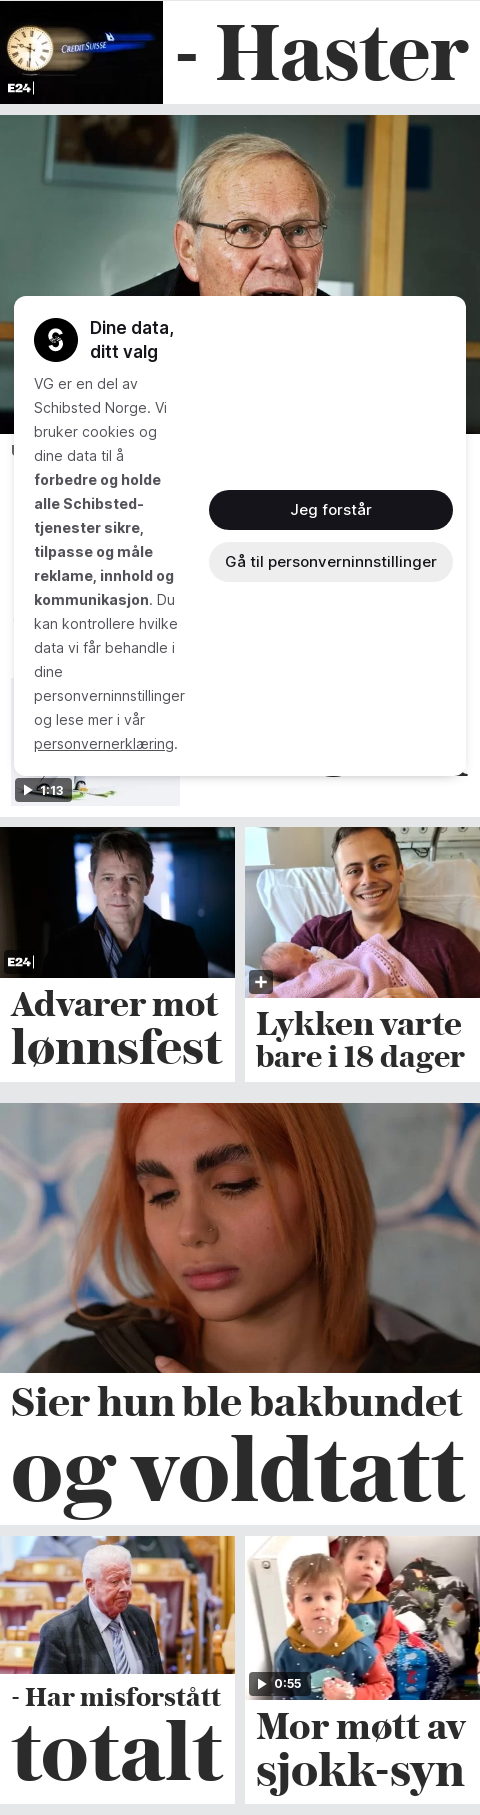 CREDIT SUISSE
E24
- Haster
Dine data,
ditt valg
VG er en del av
Schibsted Norge. Vi
bruker cookies og
dine data til å
forbedre og holde
alle Schibsted-
tjenester sikre,
tilpasse og måle
reklame, innhold og
kommunikasjon. Du
kan kontrollere hvilke
data vi får behandle i
dine
personverninnstillinger
og lese mer i vår
personvernerklæring.
Jeg forstår
Gå til personverninnstillinger
1:13
E24
Advarer mot
lønnsfest
Lykken varte
bare i 18 dager
Sier hun ble bakbundet
og voldtatt
- Har misforstått
totalt
0:55
Mor møtt av
sjokk-syn